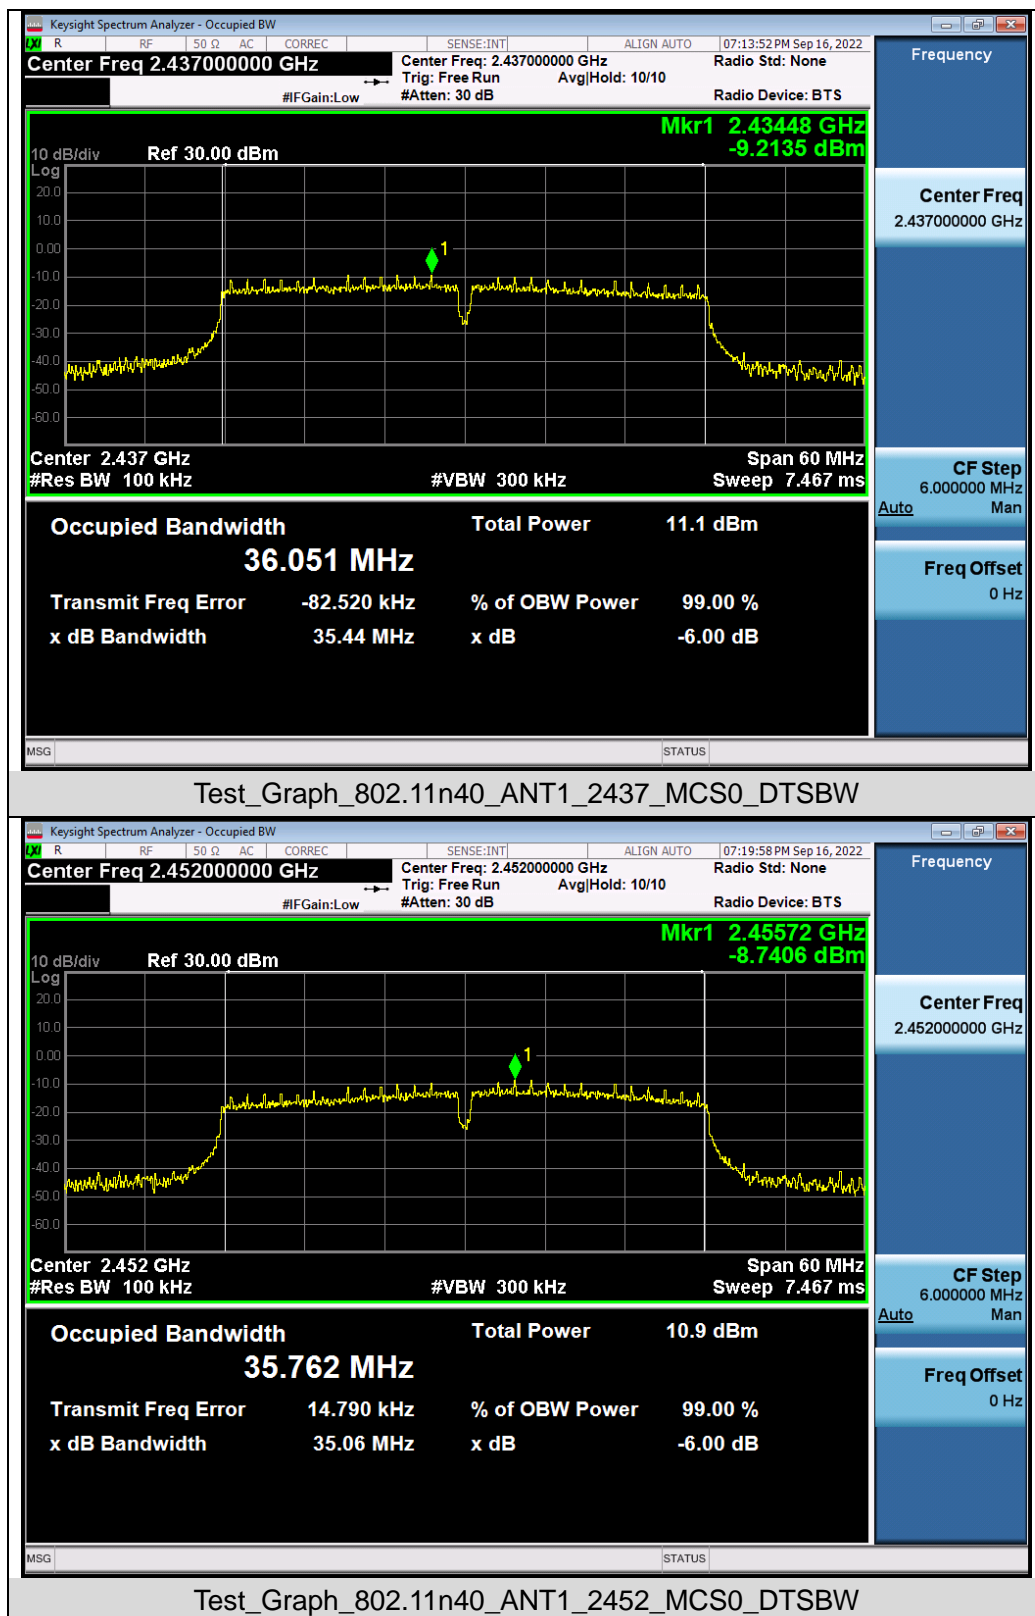 Keysight Spectrum Analyzer - Occupied BW
LXI R RF 50 Ω AC CORREC SENSE:INT ALIGN AUTO 07:13:52 PM Sep 16, 2022
Center Freq 2.437000000 GHz
Center Freq: 2.437000000 GHz Radio Std: None
Trig: Free Run Avg|Hold: 10/10
#IFGain:Low #Atten: 30 dB Radio Device: BTS
Mkr1 2.43448 GHz
-9.2135 dBm
10 dB/div Ref 30.00 dBm
Log
20.0
10.0
0.00
-10.0
-20.0
-30.0
-40.0
-50.0
-60.0
1
Center 2.437 GHz Span 60 MHz
#Res BW 100 kHz #VBW 300 kHz Sweep 7.467 ms
Occupied Bandwidth Total Power 11.1 dBm
36.051 MHz
Transmit Freq Error -82.520 kHz % of OBW Power 99.00 %
x dB Bandwidth 35.44 MHz x dB -6.00 dB
MSG STATUS
Frequency
Center Freq
2.437000000 GHz
CF Step
6.000000 MHz
Auto Man
Freq Offset
0 Hz
Test_Graph_802.11n40_ANT1_2437_MCS0_DTSBW
Keysight Spectrum Analyzer - Occupied BW
LXI R RF 50 Ω AC CORREC SENSE:INT ALIGN AUTO 07:19:58 PM Sep 16, 2022
Center Freq 2.452000000 GHz
Center Freq: 2.452000000 GHz Radio Std: None
Trig: Free Run Avg|Hold: 10/10
#IFGain:Low #Atten: 30 dB Radio Device: BTS
Mkr1 2.45572 GHz
-8.7406 dBm
10 dB/div Ref 30.00 dBm
Log
20.0
10.0
0.00
-10.0
-20.0
-30.0
-40.0
-50.0
-60.0
1
Center 2.452 GHz Span 60 MHz
#Res BW 100 kHz #VBW 300 kHz Sweep 7.467 ms
Occupied Bandwidth Total Power 10.9 dBm
35.762 MHz
Transmit Freq Error 14.790 kHz % of OBW Power 99.00 %
x dB Bandwidth 35.06 MHz x dB -6.00 dB
MSG STATUS
Frequency
Center Freq
2.452000000 GHz
CF Step
6.000000 MHz
Auto Man
Freq Offset
0 Hz
Test_Graph_802.11n40_ANT1_2452_MCS0_DTSBW